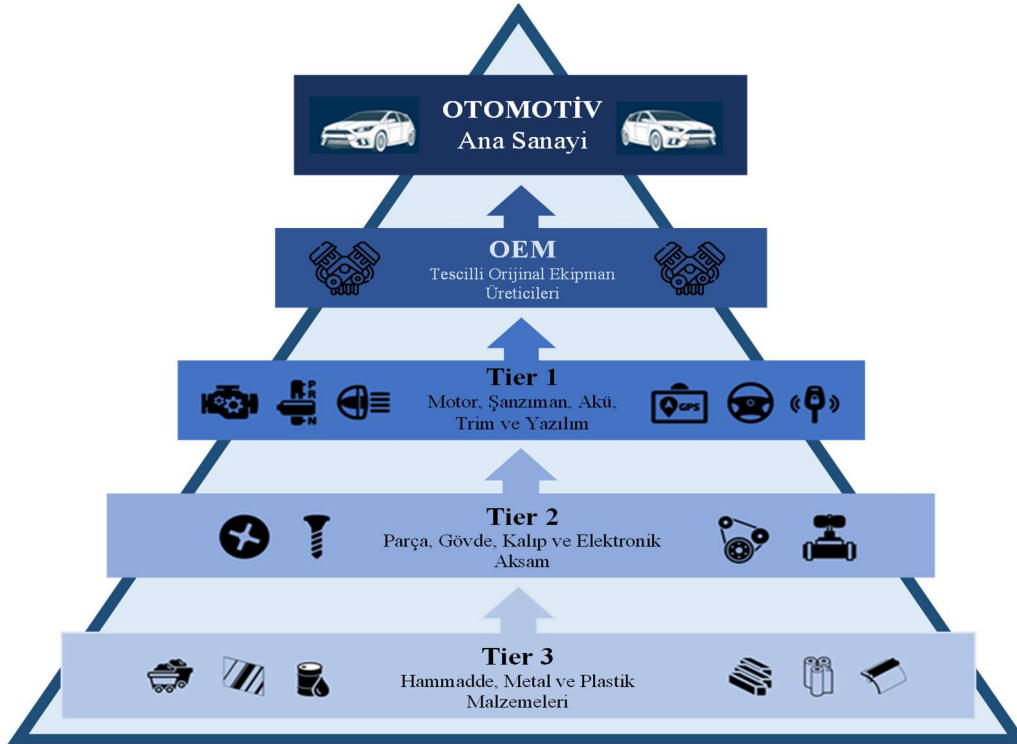 OTOMOTİV
Ana Sanayi
OEM
Tescilli Orijinal Ekipman
Üreticileri
Tier 1
Motor, Şanzıman, Akü,
Trim ve Yazılım
P
R
N
GPS
Tier 2
Parça, Gövde, Kalıp ve Elektronik
Aksam
Tier 3
Hammadde, Metal ve Plastik
Malzemeleri